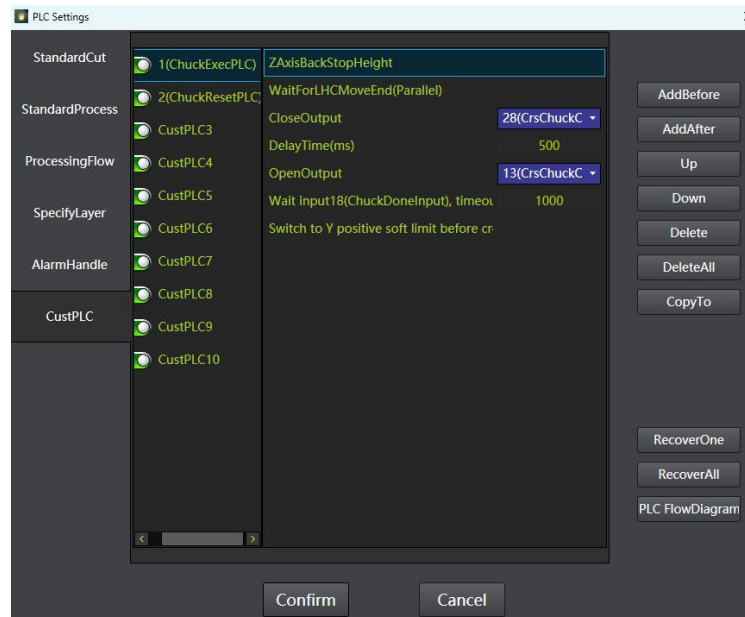 PLC Settings
StandardCut
StandardProcess
ProcessingFlow
SpecifyLayer
AlarmHandle
CustPLC
1(ChuckExecPLC)
2(ChuckResetPLC)
CustPLC3
CustPLC4
CustPLC5
CustPLC6
CustPLC7
CustPLC8
CustPLC9
CustPLC10
ZAxisBackStopHeight
WaitForLHCMoveEnd(Parallel)
CloseOutput 28(CrsChuckC
DelayTime(ms) 500
OpenOutput 13(CrsChuckC
Wait input18(ChuckDoneInput), timeou 1000
Switch to Y positive soft limit before cr
AddBefore
AddAfter
Up
Down
Delete
DeleteAll
CopyTo
RecoverOne
RecoverAll
PLC FlowDiagram
Confirm Cancel